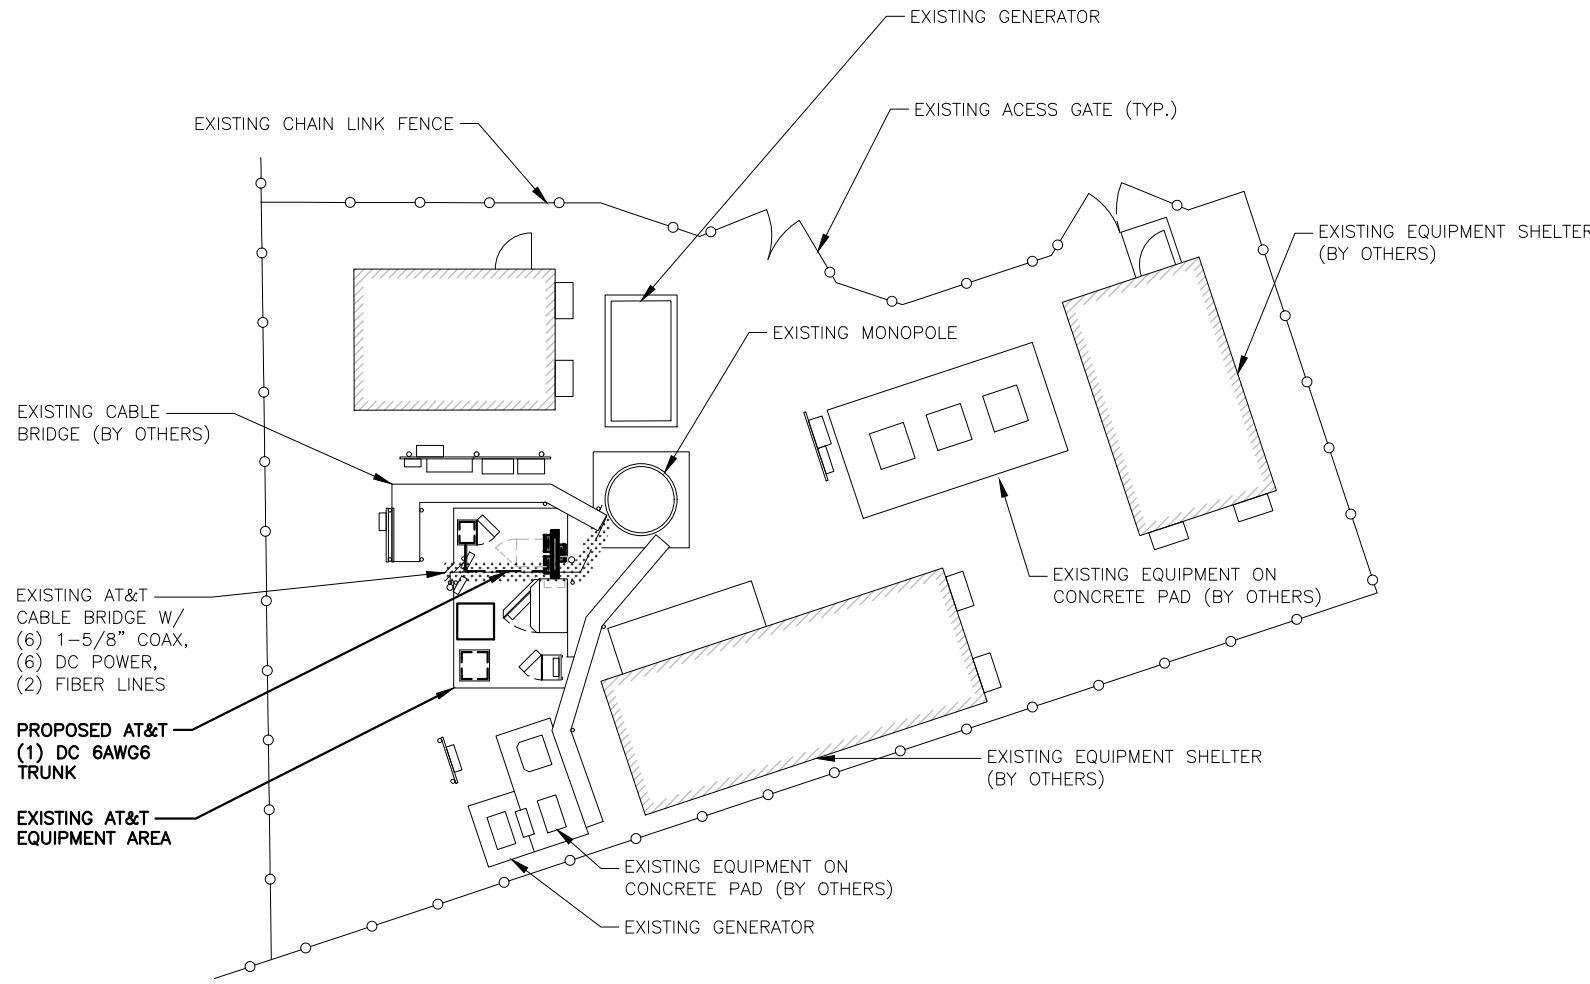 EXISTING GENERATOR
EXISTING ACESS GATE (TYP.)
EXISTING CHAIN LINK FENCE
EXISTING EQUIPMENT SHELTER
(BY OTHERS)
EXISTING MONOPOLE
EXISTING CABLE
BRIDGE (BY OTHERS)
EXISTING EQUIPMENT ON
CONCRETE PAD (BY OTHERS)
EXISTING AT&T
CABLE BRIDGE W/
(6) 1-5/8" COAX,
(6) DC POWER,
(2) FIBER LINES
PROPOSED AT&T
(1) DC 6AWG6
TRUNK
EXISTING EQUIPMENT SHELTER
(BY OTHERS)
EXISTING AT&T
EQUIPMENT AREA
EXISTING EQUIPMENT ON
CONCRETE PAD (BY OTHERS)
EXISTING GENERATOR